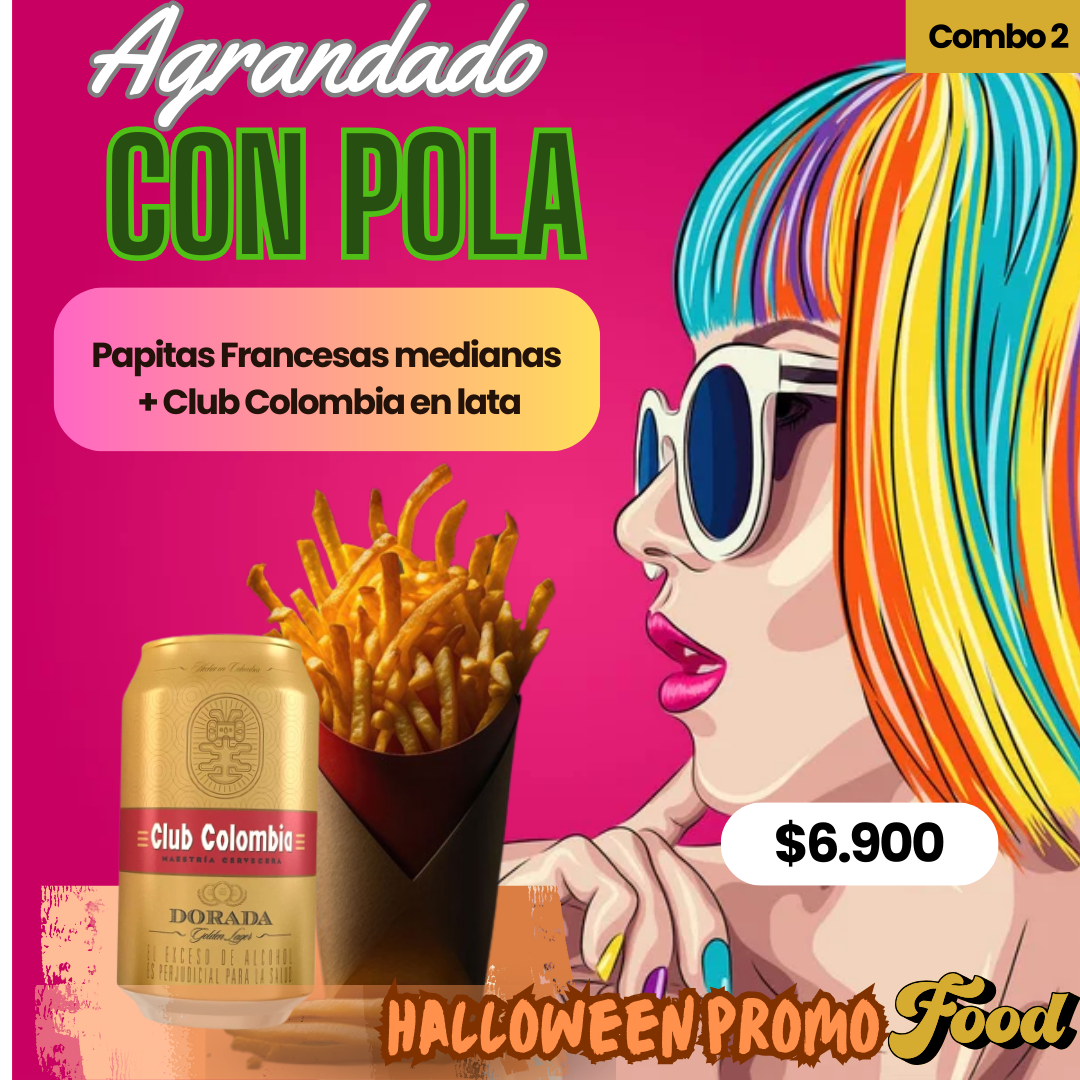 Combo 2
Agrandado
CON POLA
Papitas Francesas medianas
+ Club Colombia en lata
Club Colombia
MAESTRÍA CERVECERA
DORADA
Golden Lager
EL EXCESO DE ALCOHOL
ES PERJUDICIAL PARA LA SALUD
$6.900
HALLOWEEN PROMO Food